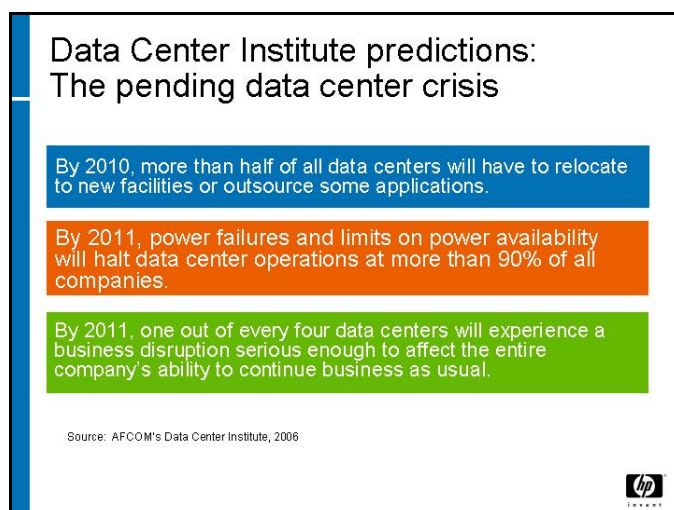 Data Center Institute predictions:
The pending data center crisis
By 2010, more than half of all data centers will have to relocate
to new facilities or outsource some applications.
By 2011, power failures and limits on power availability
will halt data center operations at more than 90% of all
companies.
By 2011, one out of every four data centers will experience a
business disruption serious enough to affect the entire
company's ability to continue business as usual.
Source: AFCOM's Data Center Institute, 2006
hp
invent